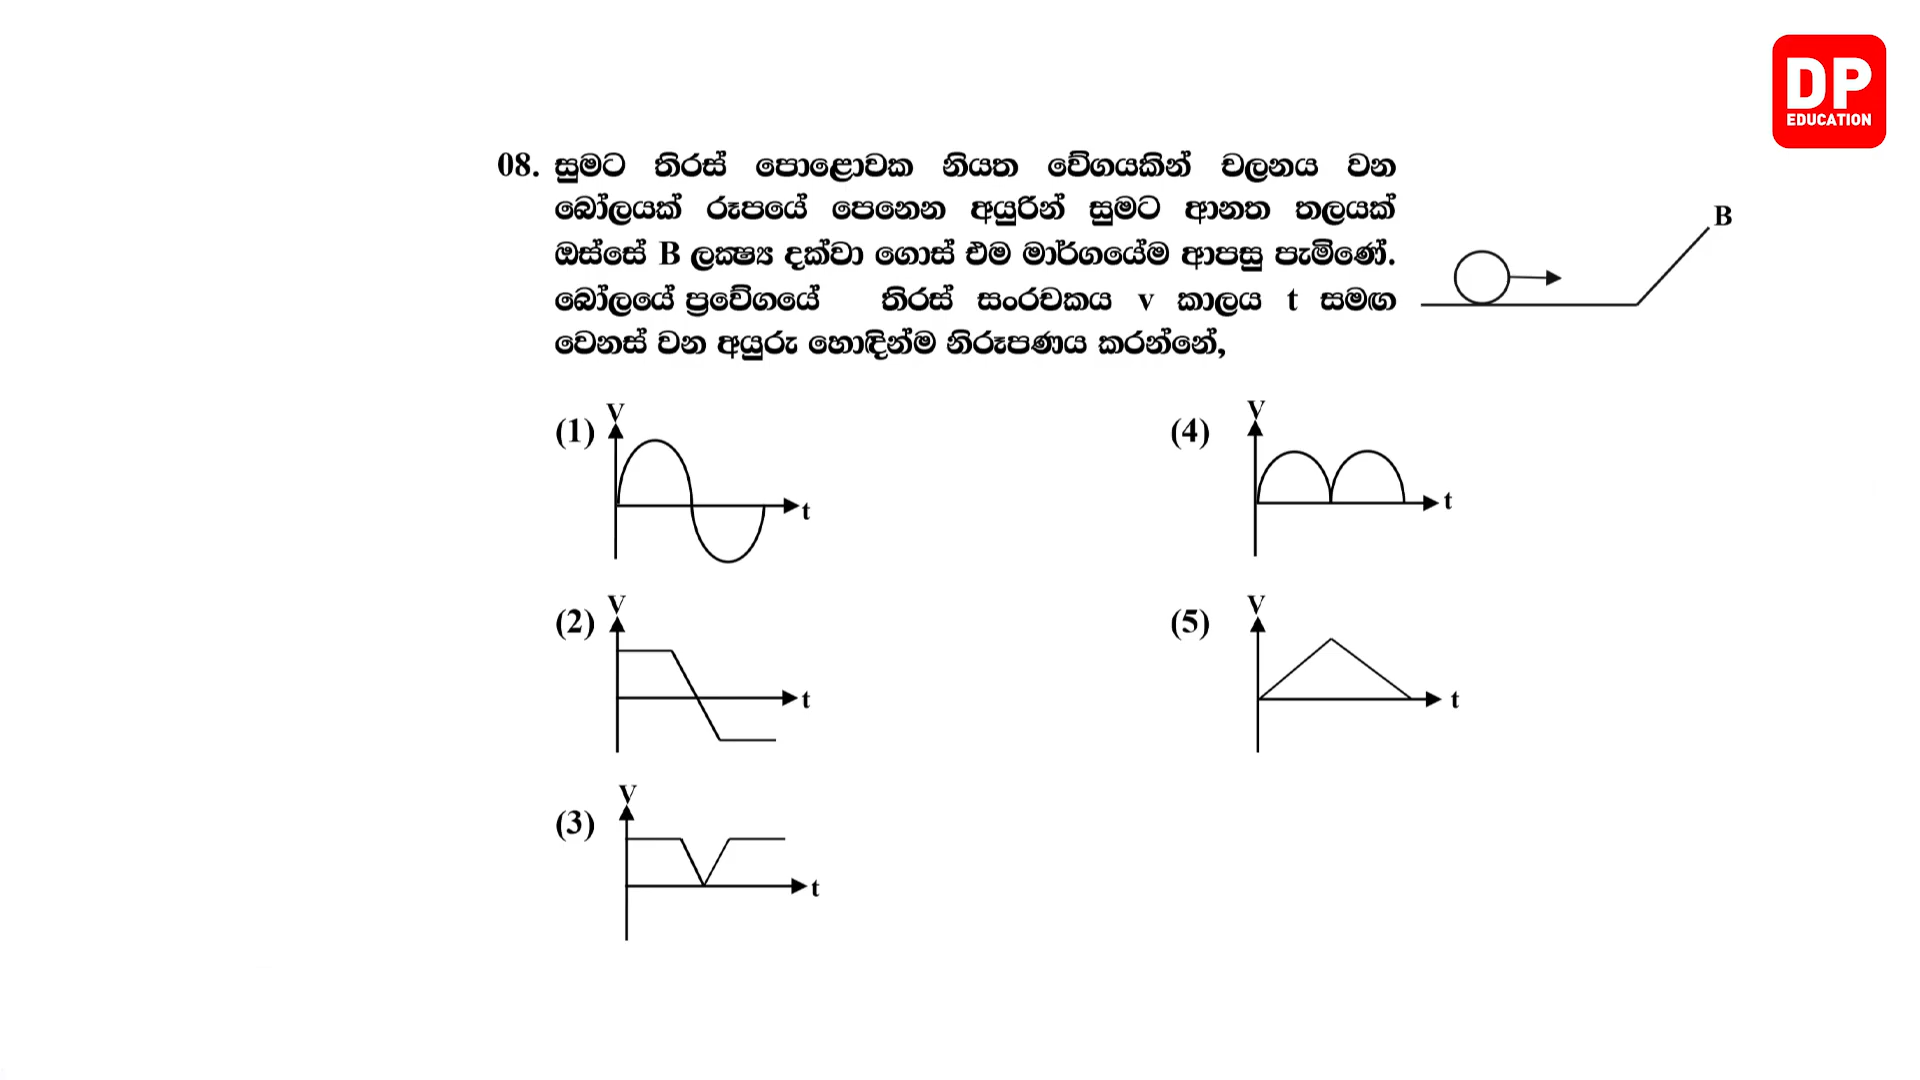 DP
EDUCATION
08. සුමට තිරස් පොළොවක නියත වේගයකින් චලනය වන
බෝලයක් රූපයේ පෙනෙන අයුරින් සුමට ආනත තලයක්
ඔස්සේ B ලක්‍ෂ්‍ය දක්වා ගොස් එම මාර්ගයේම ආපසු පැමිණේ.
බෝලයේ ප්‍රවේගයේ තිරස් සංරචකය v කාලය t සමඟ
වෙනස් වන අයුරු හොඳින්ම නිරූපණය කරන්නේ,
B
(1) V t
(4) V t
(2) V t
(5) V t
(3) V t